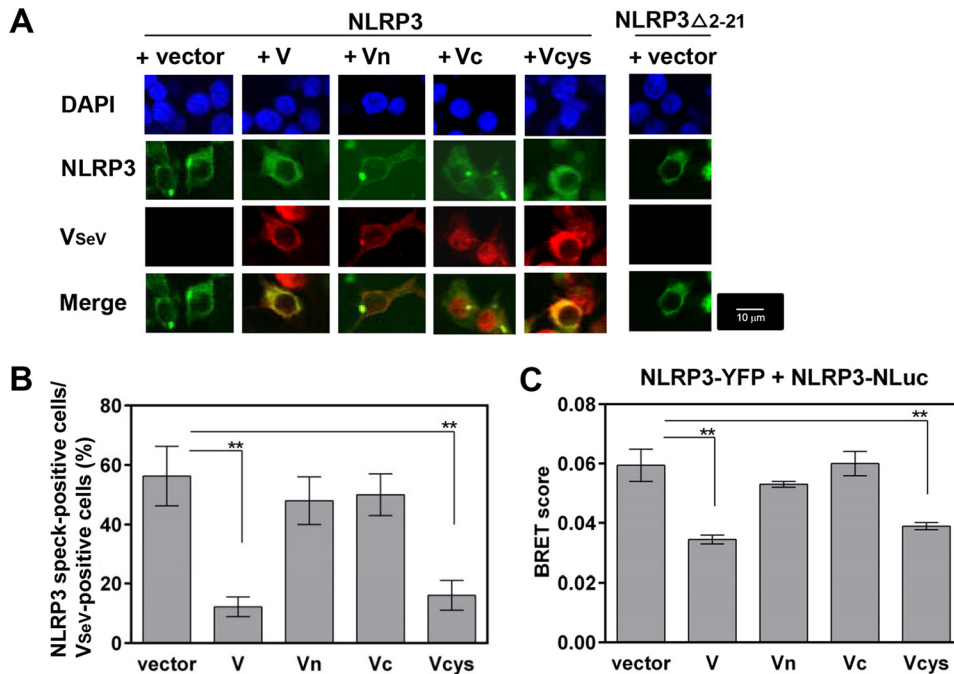 A
NLRP3
NLRP3△2-21
+ vector
+ V
+ Vn
+ Vc
+Vcys
+ vector
DAPI
NLRP3
VSeV
Merge
10 μm
B
NLRP3 speck-positive cells/
VSeV-positive cells (%)
80
60
40
20
0
**
**
vector
V
Vn
Vc
Vcys
C
NLRP3-YFP + NLRP3-NLuc
BRET score
0.08
0.06
0.04
0.02
0.00
**
**
vector
V
Vn
Vc
Vcys